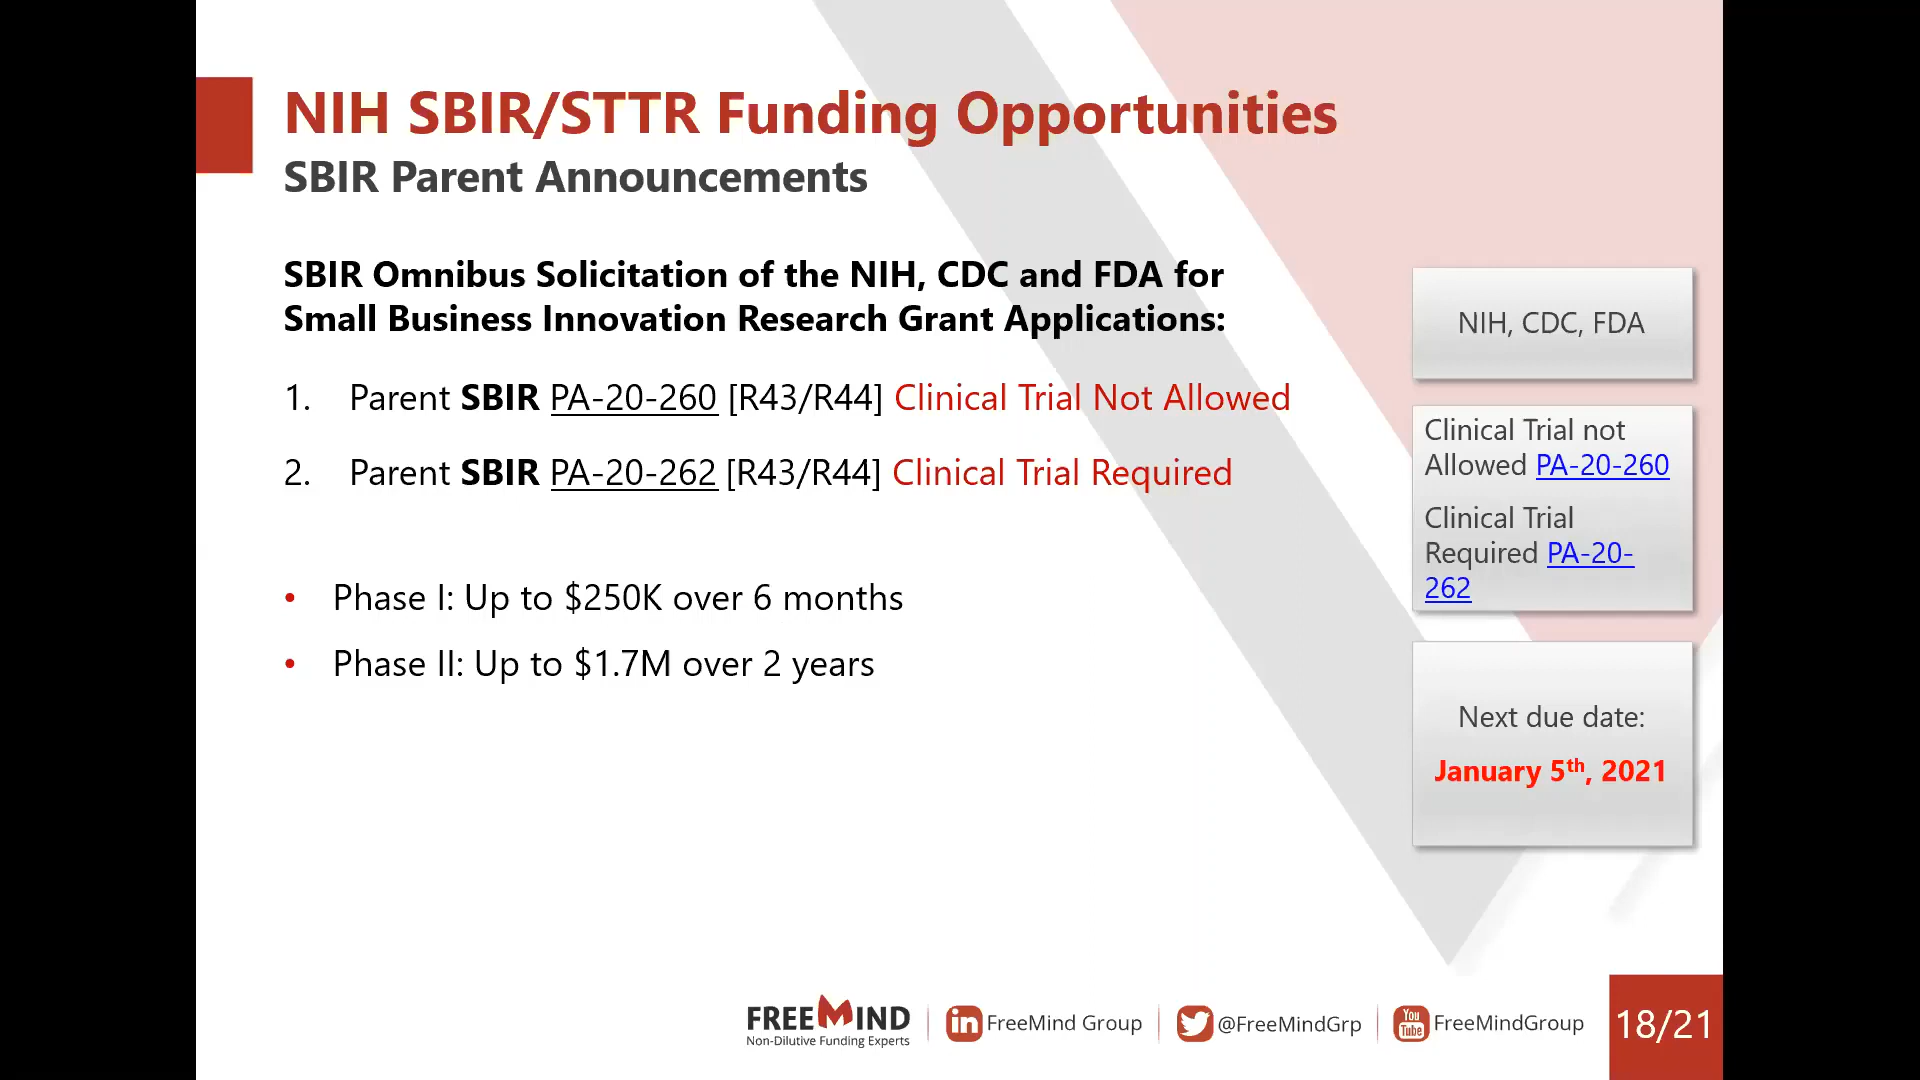 NIH SBIR/STTR Funding Opportunities
SBIR Parent Announcements
SBIR Omnibus Solicitation of the NIH, CDC and FDA for
Small Business Innovation Research Grant Applications:
1. Parent SBIR PA-20-260 [R43/R44] Clinical Trial Not Allowed
2. Parent SBIR PA-20-262 [R43/R44] Clinical Trial Required
• Phase I: Up to $250K over 6 months
• Phase II: Up to $1.7M over 2 years
NIH, CDC, FDA
Clinical Trial not
Allowed PA-20-260
Clinical Trial
Required PA-20-
262
Next due date:
January 5th, 2021
FREEMIND
Non-Dilutive Funding Experts
in FreeMind Group
@FreeMindGrp
You
Tube
FreeMindGroup
18/21